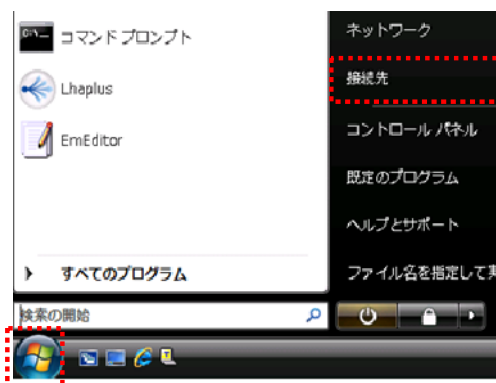 コマンド プロンプト
Lhaplus
EmEditor
すべてのプログラム
検索の開始
ネットワーク
接続先
コントロール パネル
既定のプログラム
ヘルプとサポート
ファイル名を指定して実